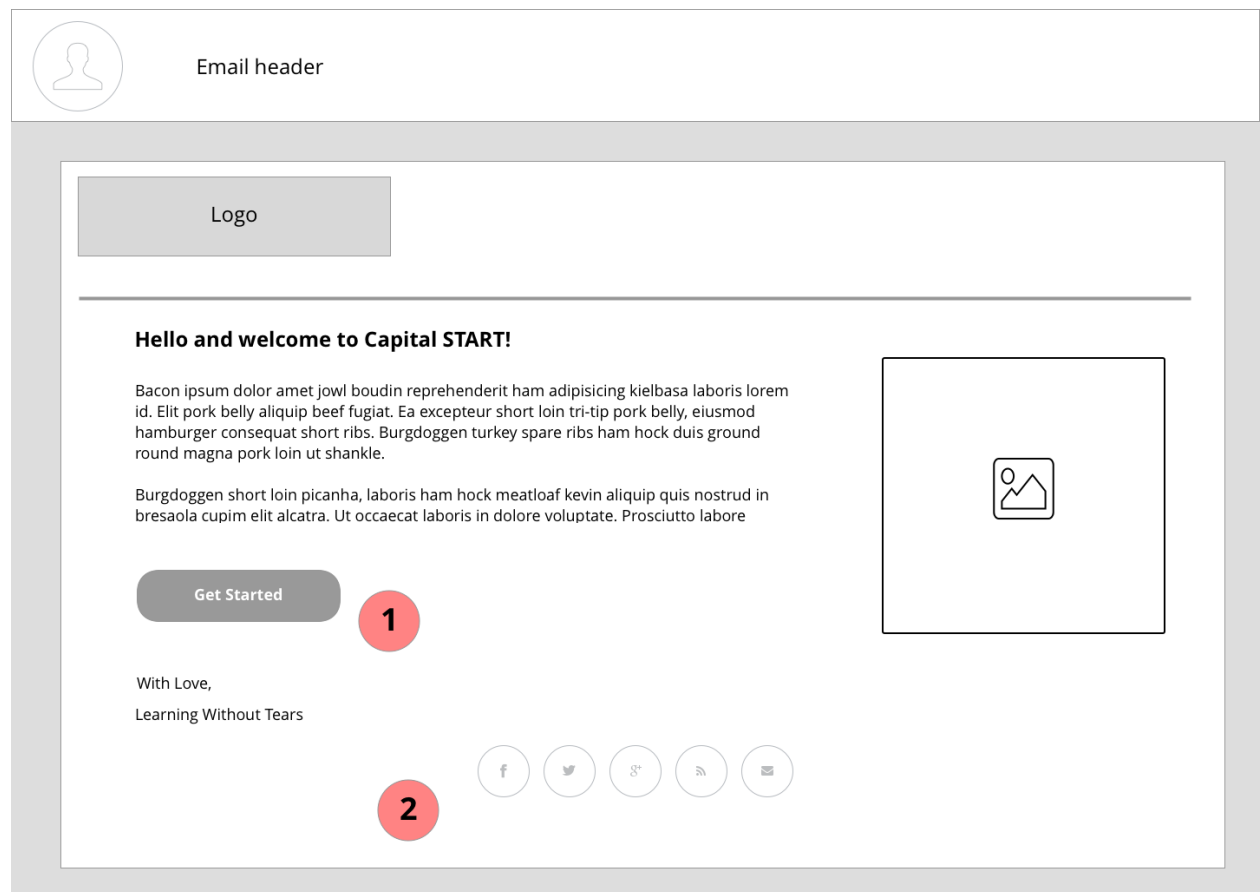 Email header
Logo
Hello and welcome to Capital START!
Bacon ipsum dolor amet jowl boudin reprehenderit ham adipisicing kielbasa laboris lorem
id. Elit pork belly aliquip beef fugiat. Ea excepteur short loin tri-tip pork belly, eiusmod
hamburger consequat short ribs. Burgdoggen turkey spare ribs ham hock duis ground
round magna pork loin ut shankle.
Burgdoggen short loin picanha, laboris ham hock meatloaf kevin aliquip quis nostrud in
bresaola cupim elit alcatra. Ut occaecat laboris in dolore voluptate. Prosciutto labore
Get Started
1
With Love,
Learning Without Tears
2